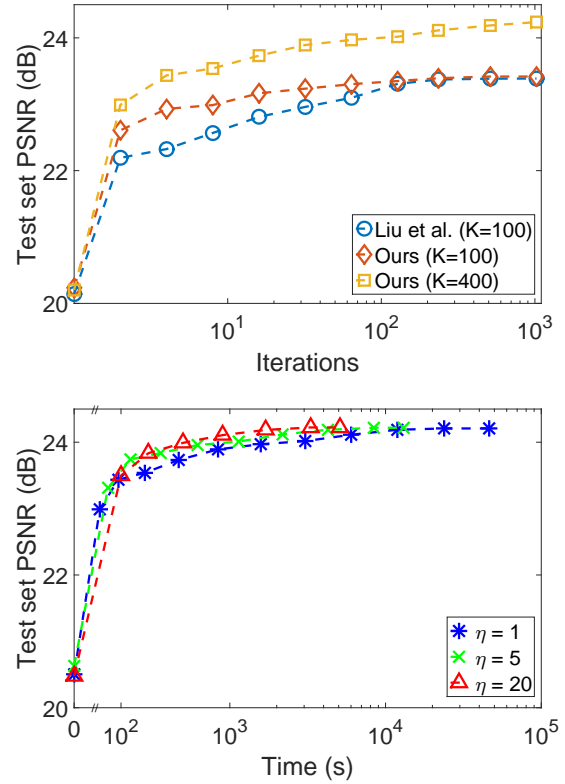 Test set PSNR (dB)
24
22
20
10^1
10^2
10^3
Iterations
Liu et al. (K=100)
Ours (K=100)
Ours (K=400)
Test set PSNR (dB)
24
22
20
η = 1
η = 5
η = 20
0
10^2
10^3
10^4
10^5
Time (s)